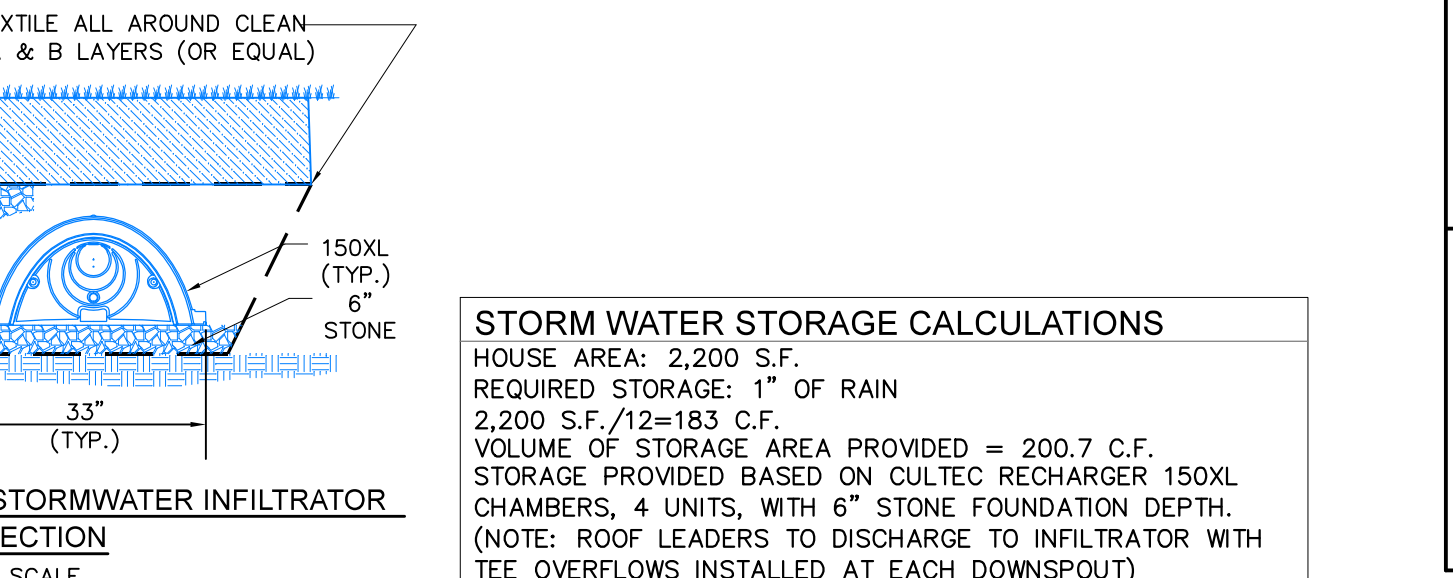 XTILE ALL AROUND CLEAN
& B LAYERS (OR EQUAL)
150XL
(TYP.)
6"
STONE
33"
(TYP.)
STORMWATER INFILTRATOR
ECTION
SCALE
STORM WATER STORAGE CALCULATIONS
HOUSE AREA: 2,200 S.F.
REQUIRED STORAGE: 1" OF RAIN
2,200 S.F./12=183 C.F.
VOLUME OF STORAGE AREA PROVIDED = 200.7 C.F.
STORAGE PROVIDED BASED ON CULTEC RECHARGER 150XL
CHAMBERS, 4 UNITS, WITH 6" STONE FOUNDATION DEPTH.
(NOTE: ROOF LEADERS TO DISCHARGE TO INFILTRATOR WITH
TEE OVERFLOWS INSTALLED AT EACH DOWNSPOUT)